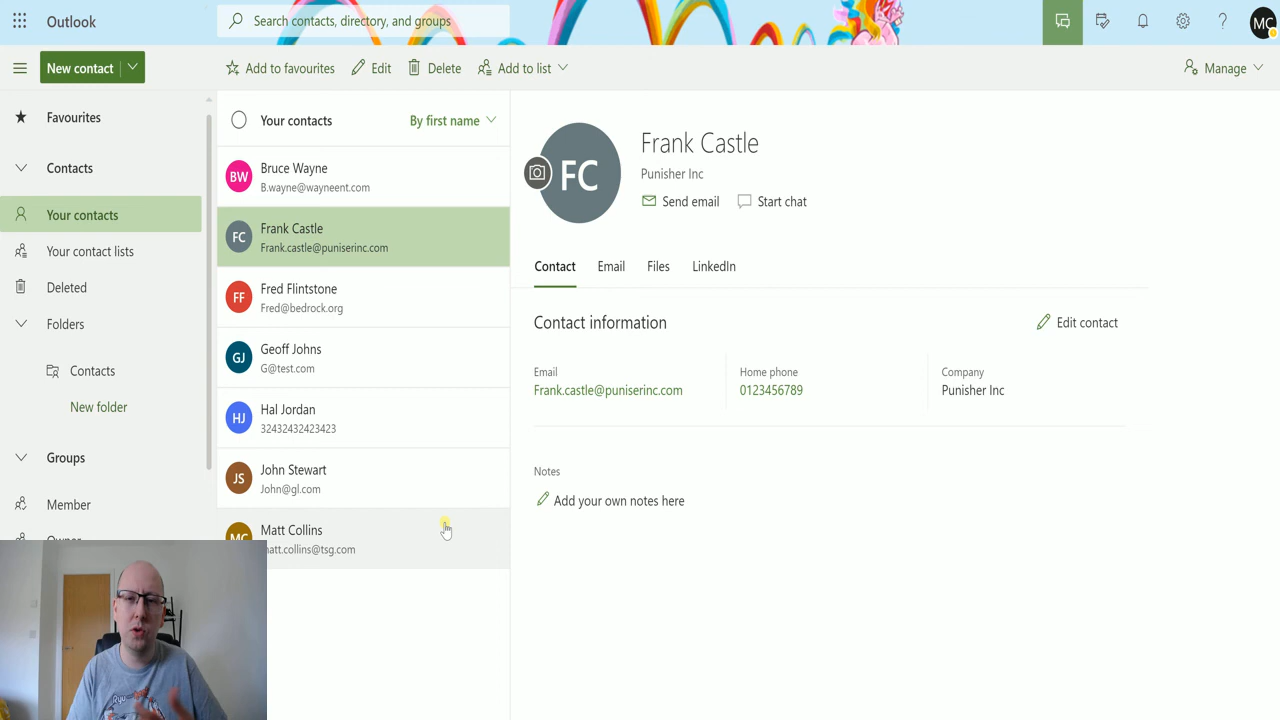 Outlook
Search contacts, directory, and groups
MC
New contact
Add to favourites
Edit
Delete
Add to list
Manage
Favourites
Contacts
Your contacts
Your contact lists
Deleted
Folders
Contacts
New folder
Groups
Member
Your contacts
By first name
BW
Bruce Wayne
B.wayne@wayneent.com
FC
Frank Castle
Frank.castle@puniserinc.com
FF
Fred Flintstone
Fred@bedrock.org
GJ
Geoff Johns
G@test.com
HJ
Hal Jordan
32432432423423
JS
John Stewart
John@gl.com
MC
Matt Collins
matt.collins@tsg.com
FC
Frank Castle
Punisher Inc
Send email
Start chat
Contact
Email
Files
LinkedIn
Contact information
Edit contact
Email
Frank.castle@puniserinc.com
Home phone
0123456789
Company
Punisher Inc
Notes
Add your own notes here